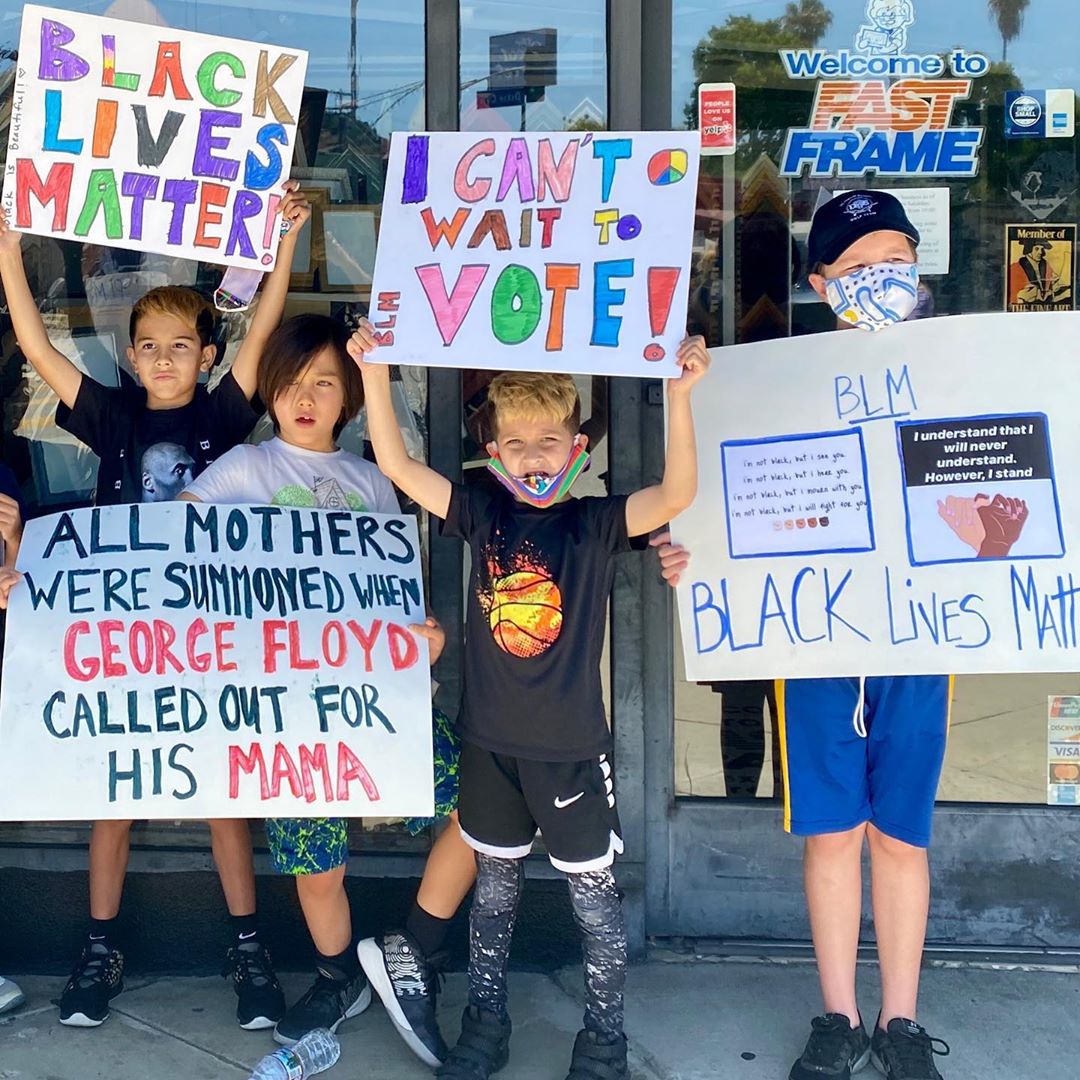 BLACK
LIVES
MATTER!
Black is Beautiful!
I CAN'T
WAIT TO
VOTE!
BLM
ALL MOTHERS
WERE SUMMONED WHEN
GEORGE FLOYD
CALLED OUT FOR
HIS MAMA
Welcome to
FAST
FRAME
PEOPLE
LOVE US
ON
yelp
SHOP
SMALL
Member of
THE FINE ART
BLM
i'm not black, but i see you.
i'm not black, but i hear you.
i'm not black, but i mourn with you.
i'm not black, but i will fight for you
I understand that I
will never
understand.
However, I stand
BLACK LiVES MATT
DISCOVER
VISA